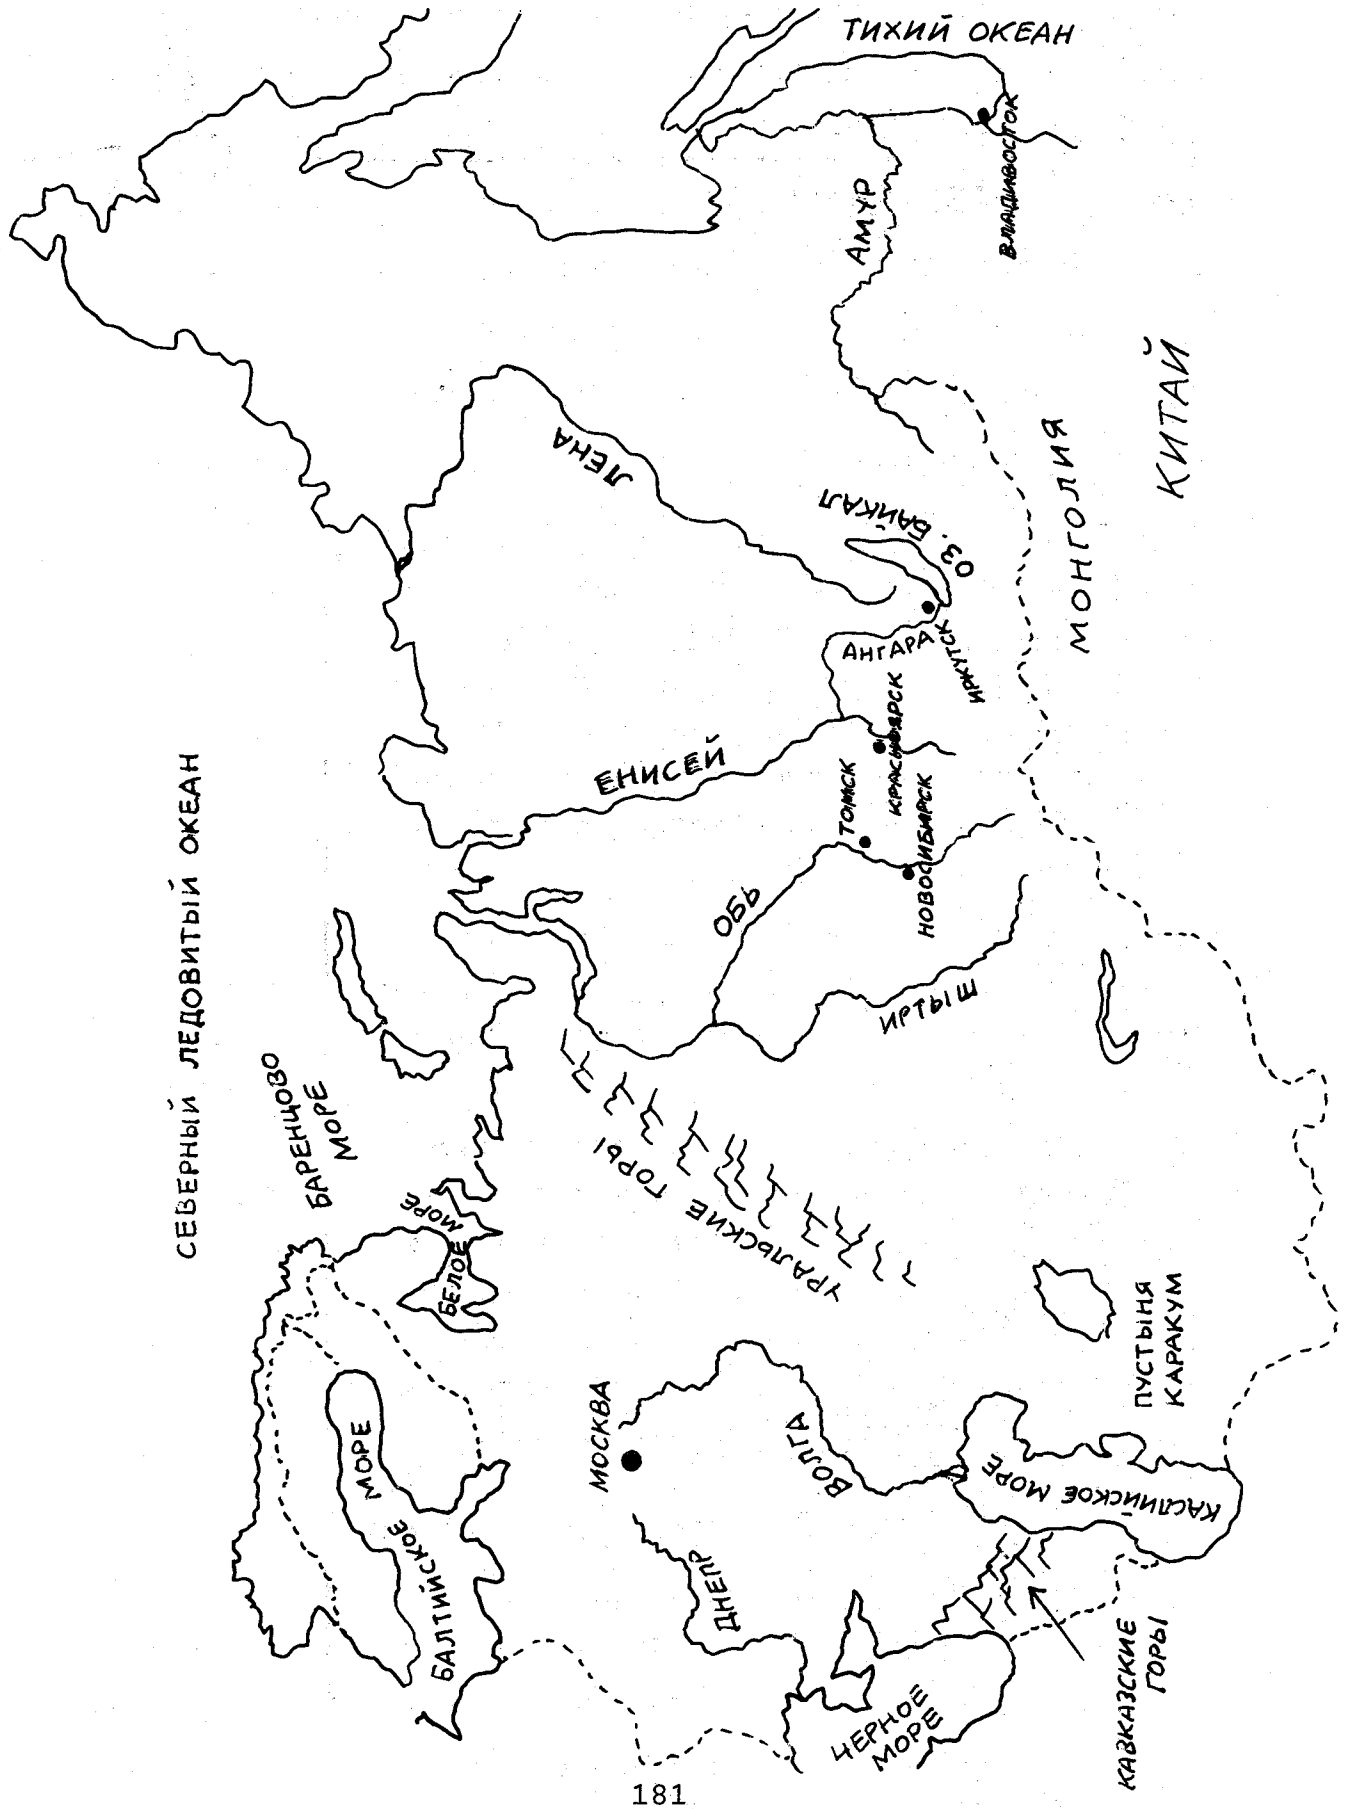 СЕВЕРНЫЙ ЛЕДОВИТЫЙ ОКЕАН
БАРЕНЦОВО
МОРЕ
БЕЛОЕ МОРЕ
БАЛТИЙСКОЕ МОРЕ
МОСКВА
ДНЕПР
ВОЛГА
ЧЕРНОЕ
МОРЕ
КАВКАЗСКИЕ
ГОРЫ
КАСПИЙСКОЕ МОРЕ
ПУСТЫНЯ
КАРАКУМ
УРАЛЬСКИЕ ГОРЫ
ОБЬ
ИРТЫШ
ЕНИСЕЙ
ТОМСК
НОВОСИБИРСК
КРАСНОЯРСК
АНГАРА
ИРКУТСК
ОЗ. БАЙКАЛ
ЛЕНА
АМУР
ВЛАДИВОСТОК
ТИХИЙ ОКЕАН
МОНГОЛИЯ
КИТАЙ
181